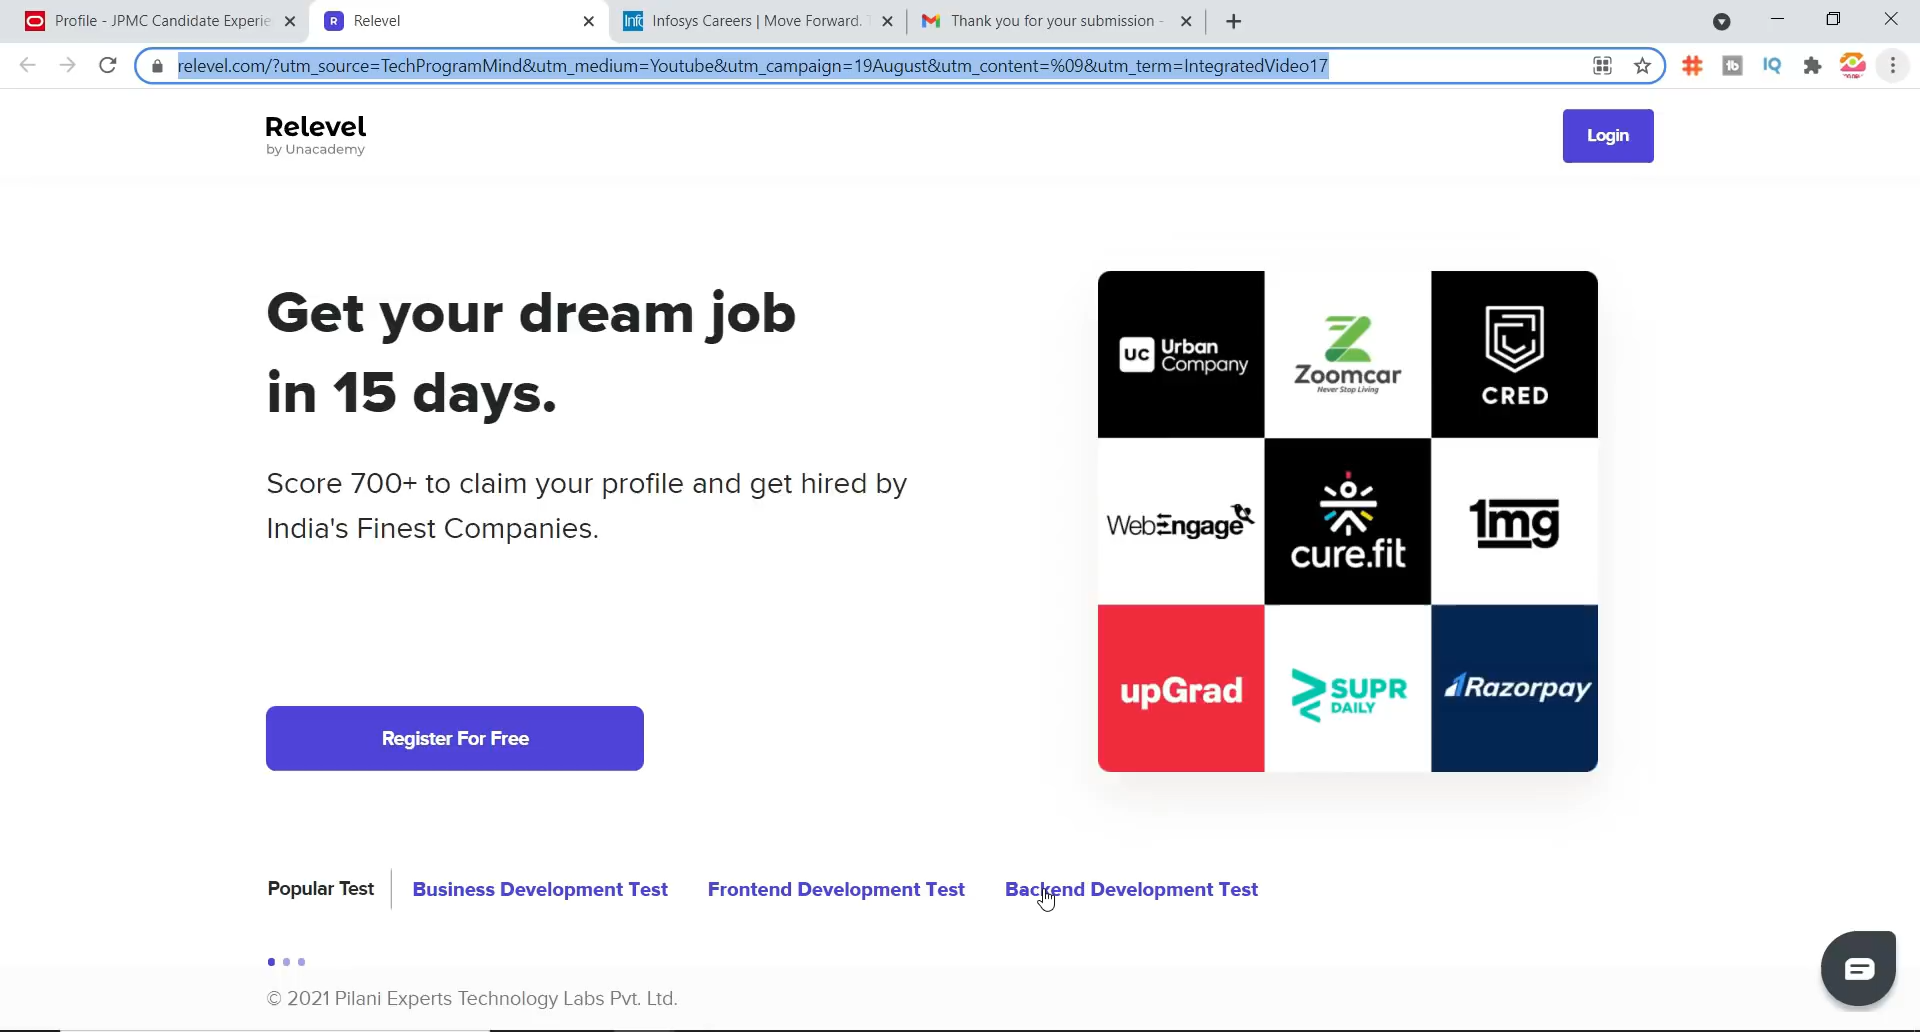 Profile - JPMC Candidate Experie
Relevel
Infosys Careers | Move Forward.
Thank you for your submission -
relevel.com/?utm_source=TechProgramMind&utm_medium=Youtube&utm_campaign=19August&utm_content=%09&utm_term=IntegratedVideo17
Relevel
by Unacademy
Login
Get your dream job
in 15 days.
Score 700+ to claim your profile and get hired by
India's Finest Companies.
Register For Free
UC Urban Company
Zoomcar
Never Stop Living
CRED
WebEngage
cure.fit
1mg
upGrad
SUPR DAILY
Razorpay
Popular Test
Business Development Test
Frontend Development Test
Backend Development Test
© 2021 Pilani Experts Technology Labs Pvt. Ltd.